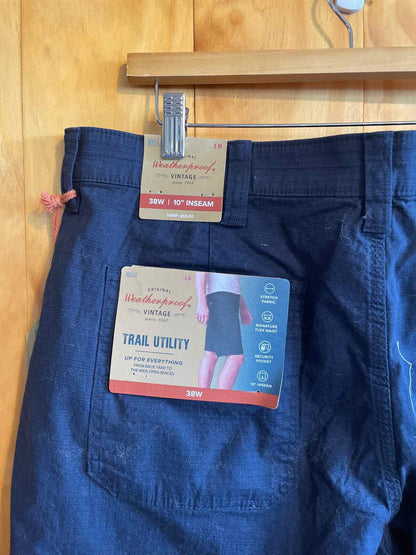 ORIGINAL
Weatherproof®
VINTAGE
since 1948
38W | 10" INSEAM
ORIGINAL
Weatherproof®
VINTAGE
since 1948
TRAIL UTILITY
UP FOR EVERYTHING
FROM BACK YARD TO
THE WIDE OPEN SPACES
STRETCH
FABRIC
SIGNATURE
FLEX WAIST
SECURITY
POCKET
10" INSEAM
38W